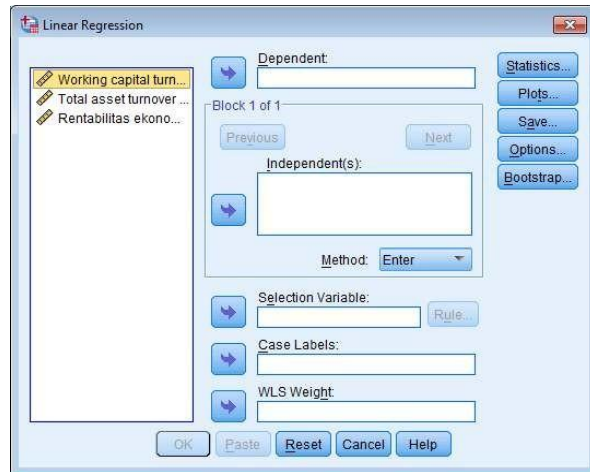 Linear Regression
Working capital turn...
Total asset turnover ...
Rentabilitas ekono...
Dependent:
Block 1 of 1
Previous
Next
Independent(s):
Method:
Enter
Selection Variable:
Rule...
Case Labels:
WLS Weight:
Statistics...
Plots...
Save...
Options...
Bootstrap...
OK
Paste
Reset
Cancel
Help